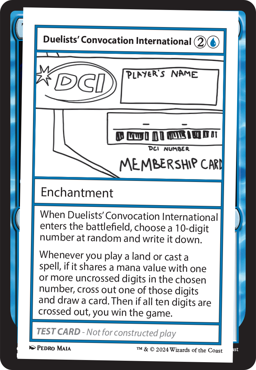 Duelists' Convocation International 2
DCI
PLAYER'S NAME
DCI NUMBER
MEMBERSHIP CARD
Enchantment
When Duelists' Convocation International
enters the battlefield, choose a 10-digit
number at random and write it down.
Whenever you play a land or cast a
spell, if it shares a mana value with one
or more uncrossed digits in the chosen
number, cross out one of those digits
and draw a card. Then if all ten digits are
crossed out, you win the game.
TEST CARD - Not for constructed play
Pedro Maia
™ & © 2024 Wizards of the Coast